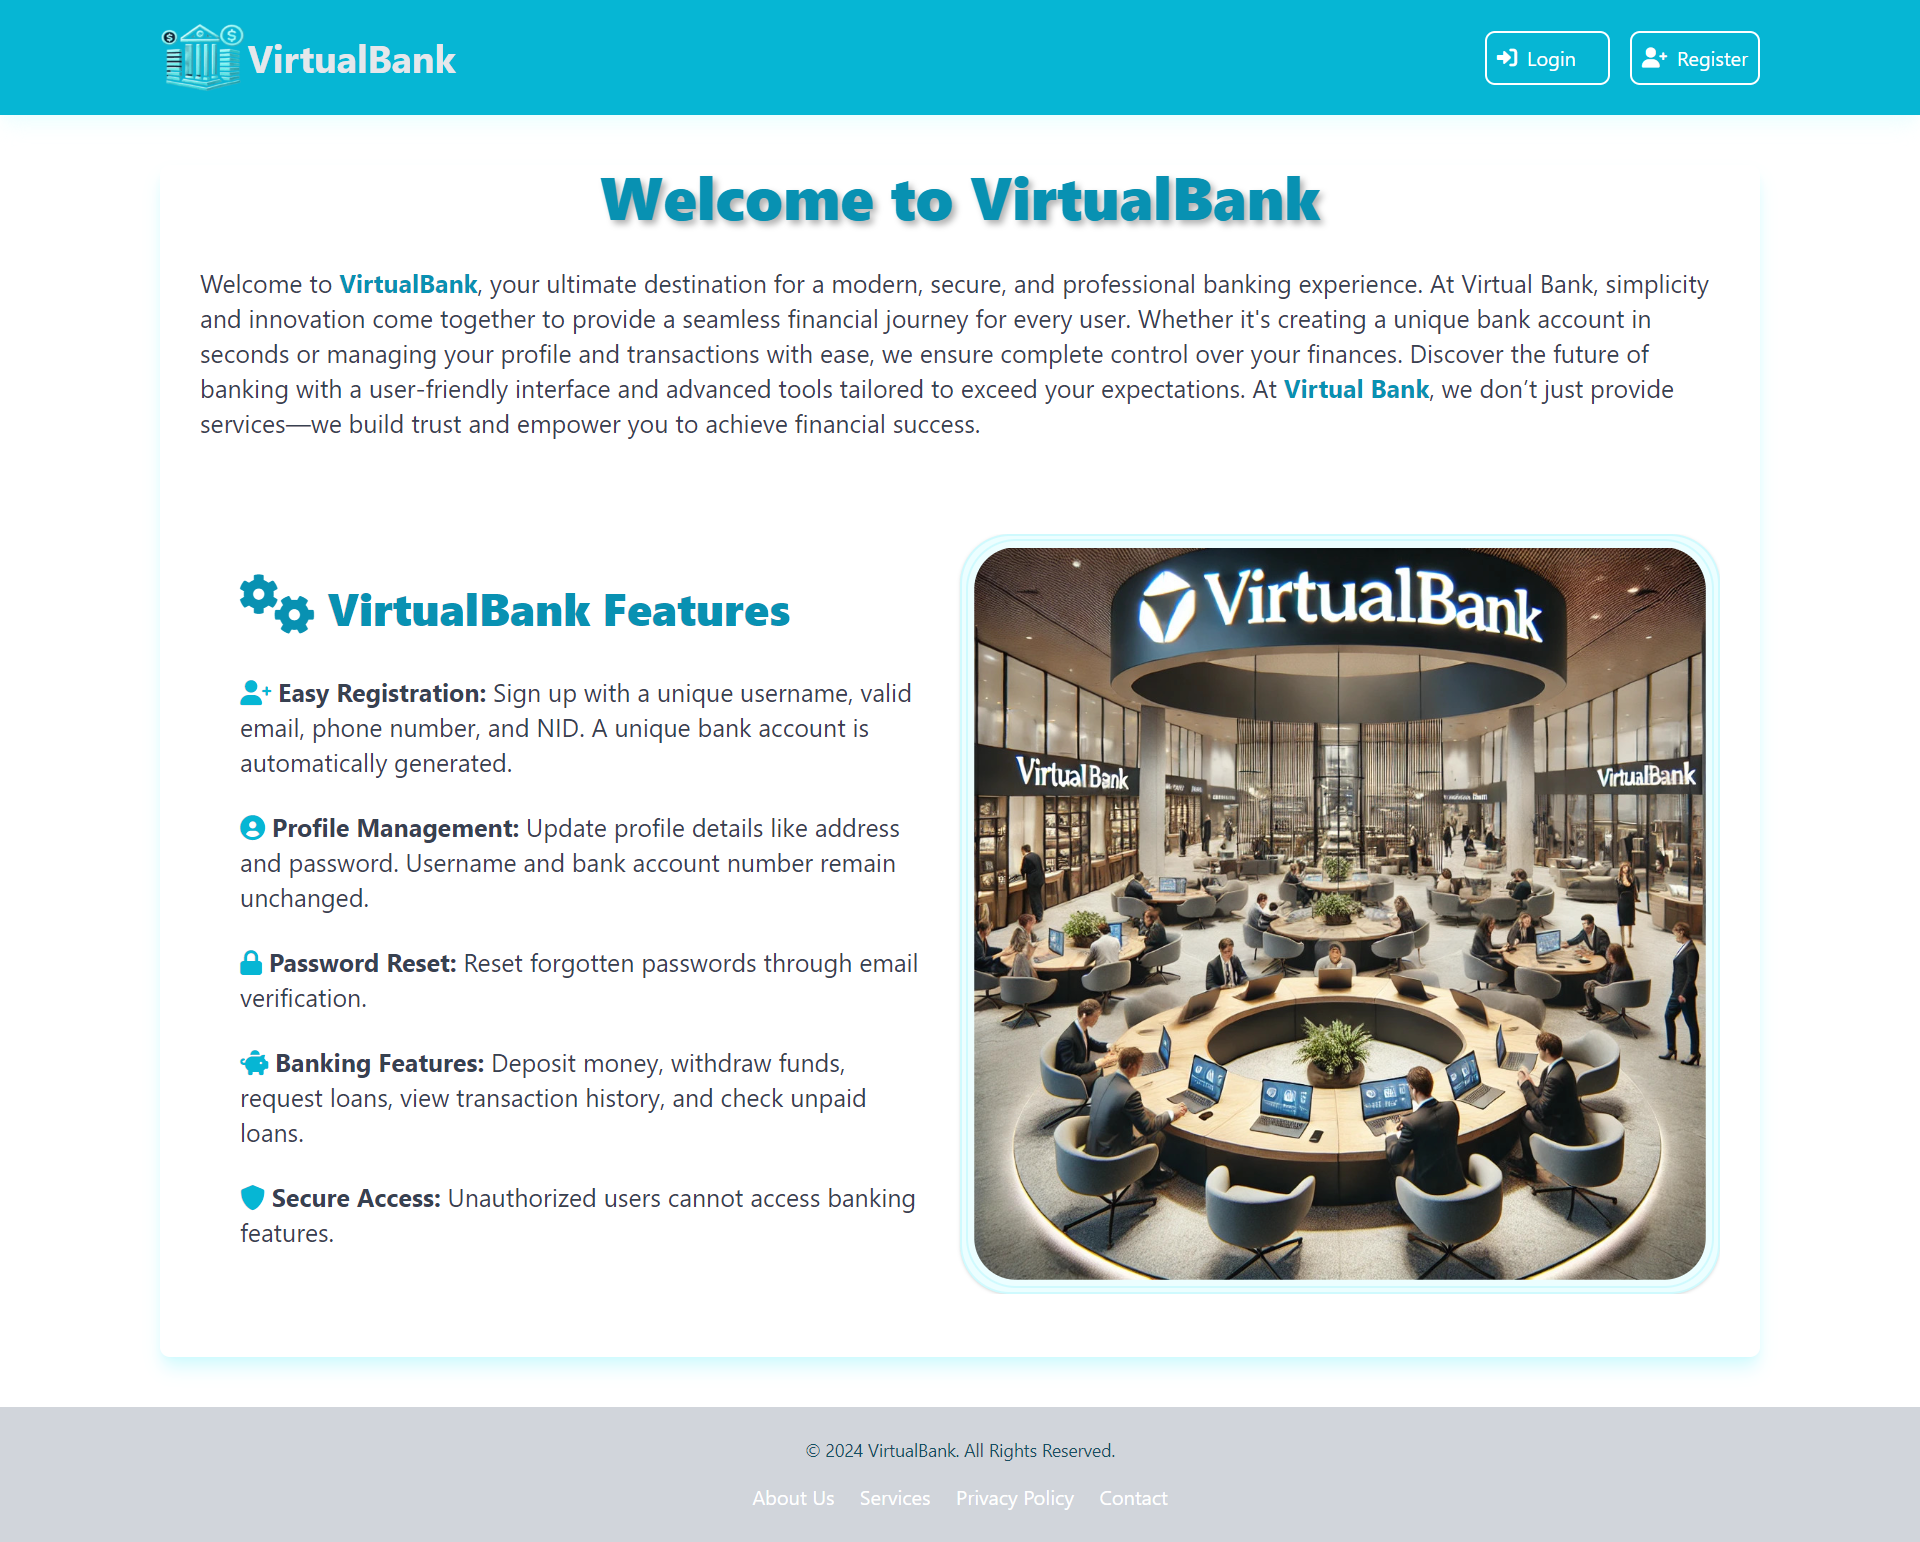 VirtualBank
Login
Register
Welcome to VirtualBank
Welcome to VirtualBank, your ultimate destination for a modern, secure, and professional banking experience. At Virtual Bank, simplicity
and innovation come together to provide a seamless financial journey for every user. Whether it's creating a unique bank account in
seconds or managing your profile and transactions with ease, we ensure complete control over your finances. Discover the future of
banking with a user-friendly interface and advanced tools tailored to exceed your expectations. At Virtual Bank, we don’t just provide
services—we build trust and empower you to achieve financial success.
VirtualBank Features
Easy Registration: Sign up with a unique username, valid
email, phone number, and NID. A unique bank account is
automatically generated.
Profile Management: Update profile details like address
and password. Username and bank account number remain
unchanged.
Password Reset: Reset forgotten passwords through email
verification.
Banking Features: Deposit money, withdraw funds,
request loans, view transaction history, and check unpaid
loans.
Secure Access: Unauthorized users cannot access banking
features.
VirtualBank
Virtual Bank
VirtualBank
© 2024 VirtualBank. All Rights Reserved.
About Us
Services
Privacy Policy
Contact